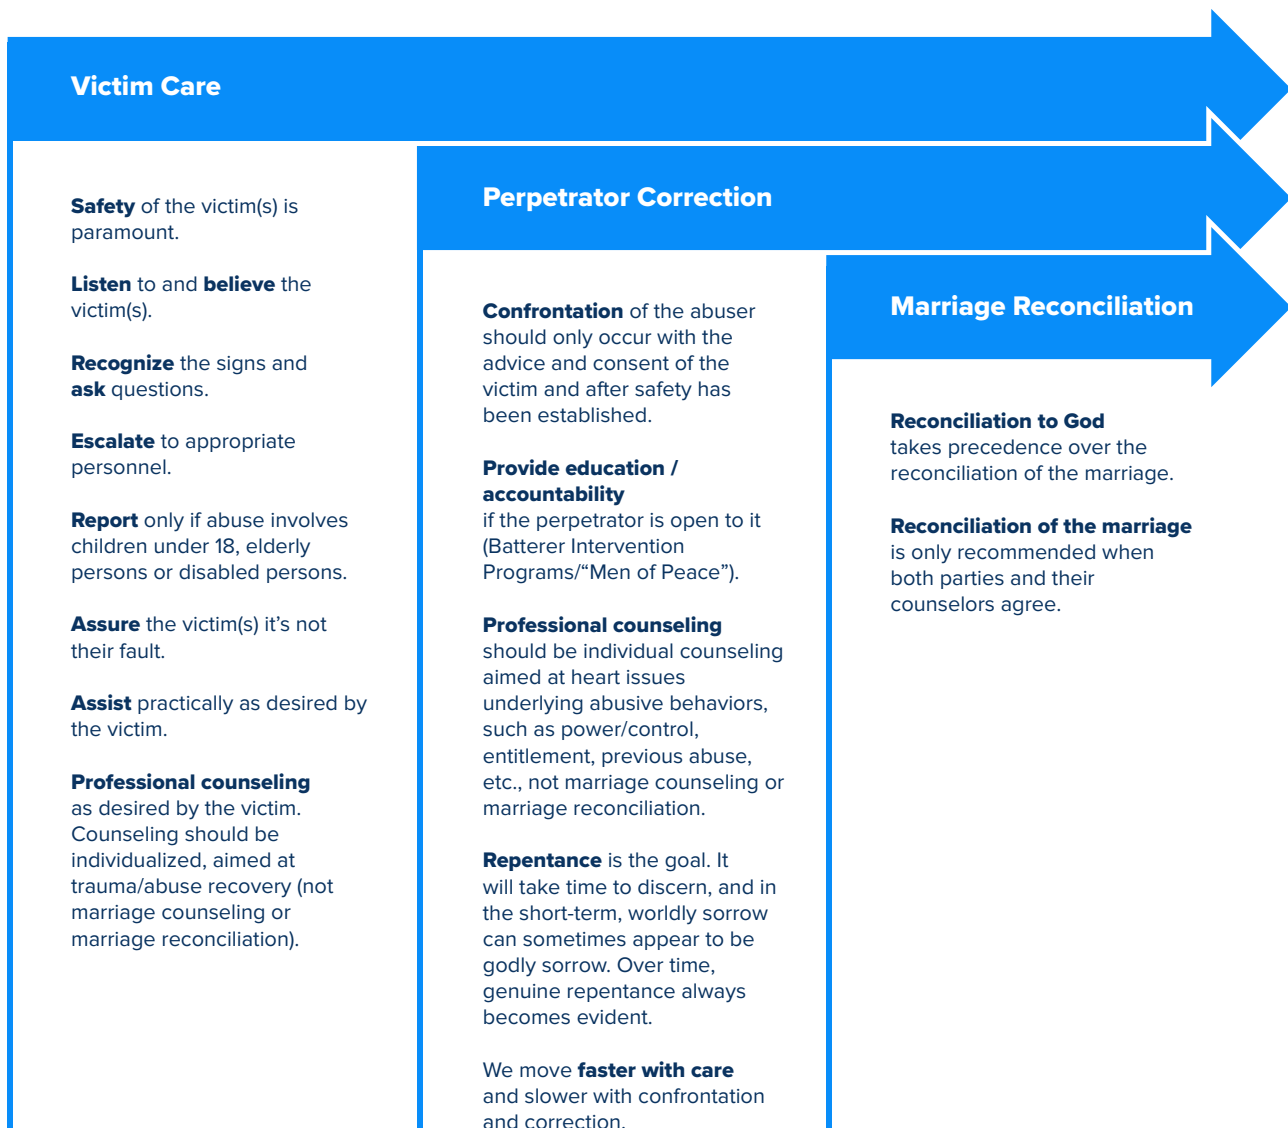 Victim Care
Safety of the victim(s) is
paramount.
Listen to and believe the
victim(s).
Recognize the signs and
ask questions.
Escalate to appropriate
personnel.
Report only if abuse involves
children under 18, elderly
persons or disabled persons.
Assure the victim(s) it's not
their fault.
Assist practically as desired by
the victim.
Professional counseling
as desired by the victim.
Counseling should be
individualized, aimed at
trauma/abuse recovery (not
marriage counseling or
marriage reconciliation).
Perpetrator Correction
Confrontation of the abuser
should only occur with the
advice and consent of the
victim and after safety has
been established.
Provide education /
accountability
if the perpetrator is open to it
(Batterer Intervention
Programs/“Men of Peace”).
Professional counseling
should be individual counseling
aimed at heart issues
underlying abusive behaviors,
such as power/control,
entitlement, previous abuse,
etc., not marriage counseling or
marriage reconciliation.
Repentance is the goal. It
will take time to discern, and in
the short-term, worldly sorrow
can sometimes appear to be
godly sorrow. Over time,
genuine repentance always
becomes evident.
We move faster with care
and slower with confrontation
and correction.
Marriage Reconciliation
Reconciliation to God
takes precedence over the
reconciliation of the marriage.
Reconciliation of the marriage
is only recommended when
both parties and their
counselors agree.